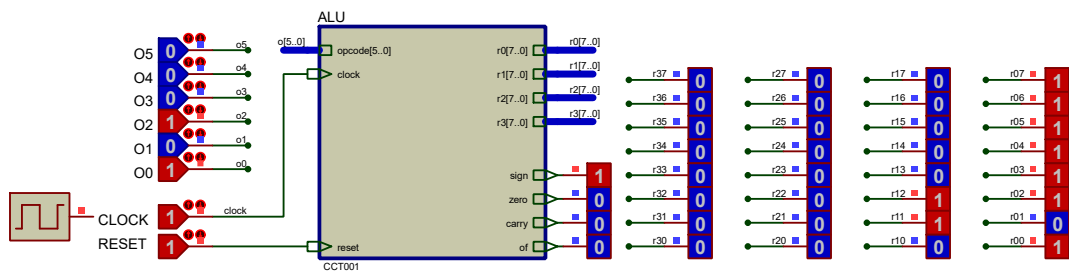 ALU
O5 0 o5 o[5..0] opcode[5..0] r0[7..0] r0[7..0]
O4 0 o4 clock r1[7..0] r1[7..0] r37 0 r27 0 r17 0 r07 1
O3 0 o3 r2[7..0] r2[7..0] r36 0 r26 0 r16 0 r06 1
O2 1 o2 r3[7..0] r3[7..0] r35 0 r25 0 r15 0 r05 1
O1 0 o1 r34 0 r24 0 r14 0 r04 1
O0 1 o0 sign 1 r33 0 r23 0 r13 0 r03 1
zero 0 r32 0 r22 0 r12 1 r02 1
CLOCK 1 clock carry 0 r31 0 r21 0 r11 1 r01 0
RESET 1 reset of 0 r30 0 r20 0 r10 0 r00 1
CCT001